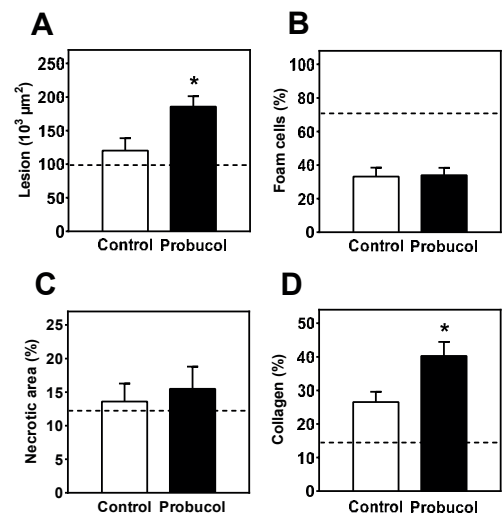 A
Lesion (10³ µm²)
250
200
150
100
50
0
*
Control Probucol
B
Foam cells (%)
100
80
60
40
20
0
Control Probucol
C
Necrotic area (%)
25
20
15
10
5
0
Control Probucol
D
Collagen (%)
50
40
30
20
10
0
*
Control Probucol